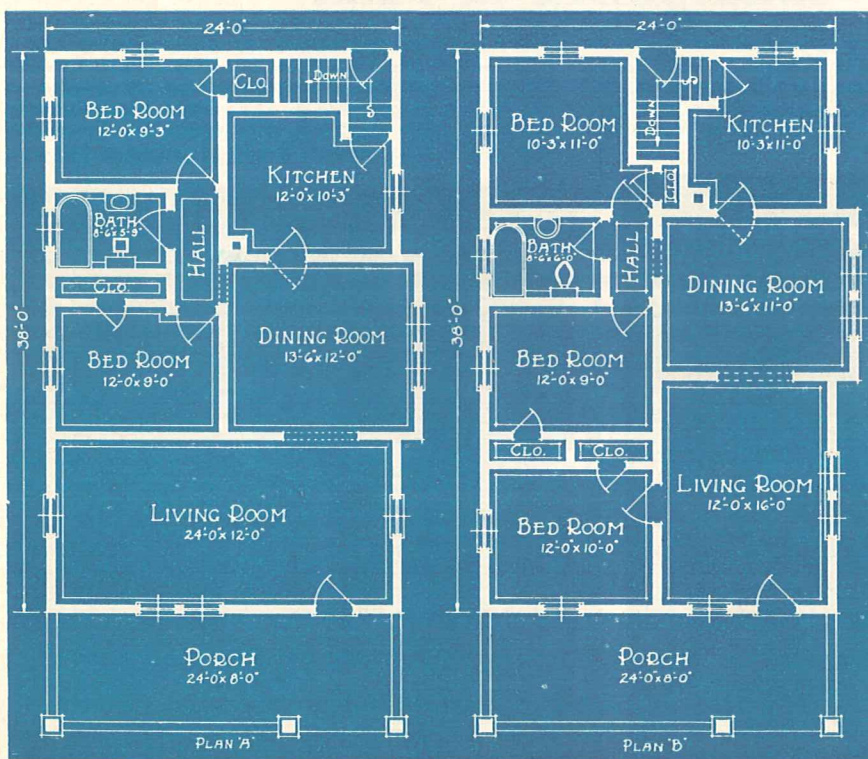 24'-0"
38'-0"
BED ROOM
12'-0"x 9'-3"
CLO.
DOWN
KITCHEN
12'-0"x 10'-3"
BATH.
8'-6"x 5'-9"
HALL
CLO.
BED ROOM
12'-0"x 9'-0"
DINING ROOM
13'-6"x 12'-0"
LIVING ROOM
24'-0"x 12'-0"
PORCH
24'-0"x 8'-0"
PLAN "A"
24'-0"
38'-0"
BED ROOM
10'-3"x 11'-0"
DOWN
KITCHEN
10'-3"x 11'-0"
CLO.
BATH.
8'-6"x 6'-0"
HALL
DINING ROOM
13'-6"x 11'-0"
BED ROOM
12'-0"x 9'-0"
CLO.
CLO.
LIVING ROOM
12'-0"x 16'-0"
BED ROOM
12'-0"x 10'-0"
PORCH
24'-0"x 8'-0"
PLAN "B"